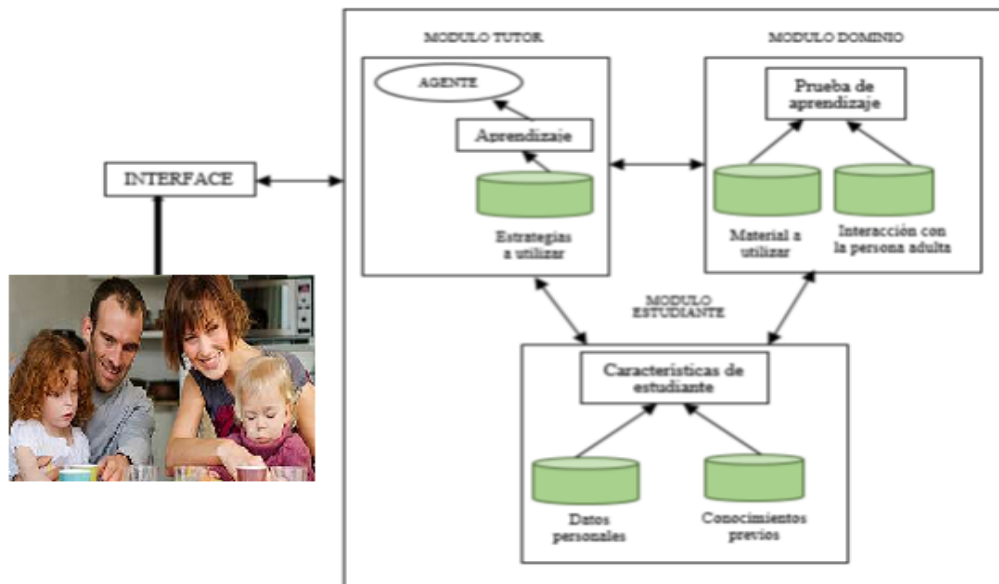 MODULO TUTOR
MODULO DOMINIO
AGENTE
Aprendizaje
Estrategias
a utilizar
Prueba de
aprendizaje
Material a
utilizar
Interacción con
la persona adulta
INTERFACE
MODULO
ESTUDIANTE
Características de
estudiante
Datos
personales
Conocimientos
previos